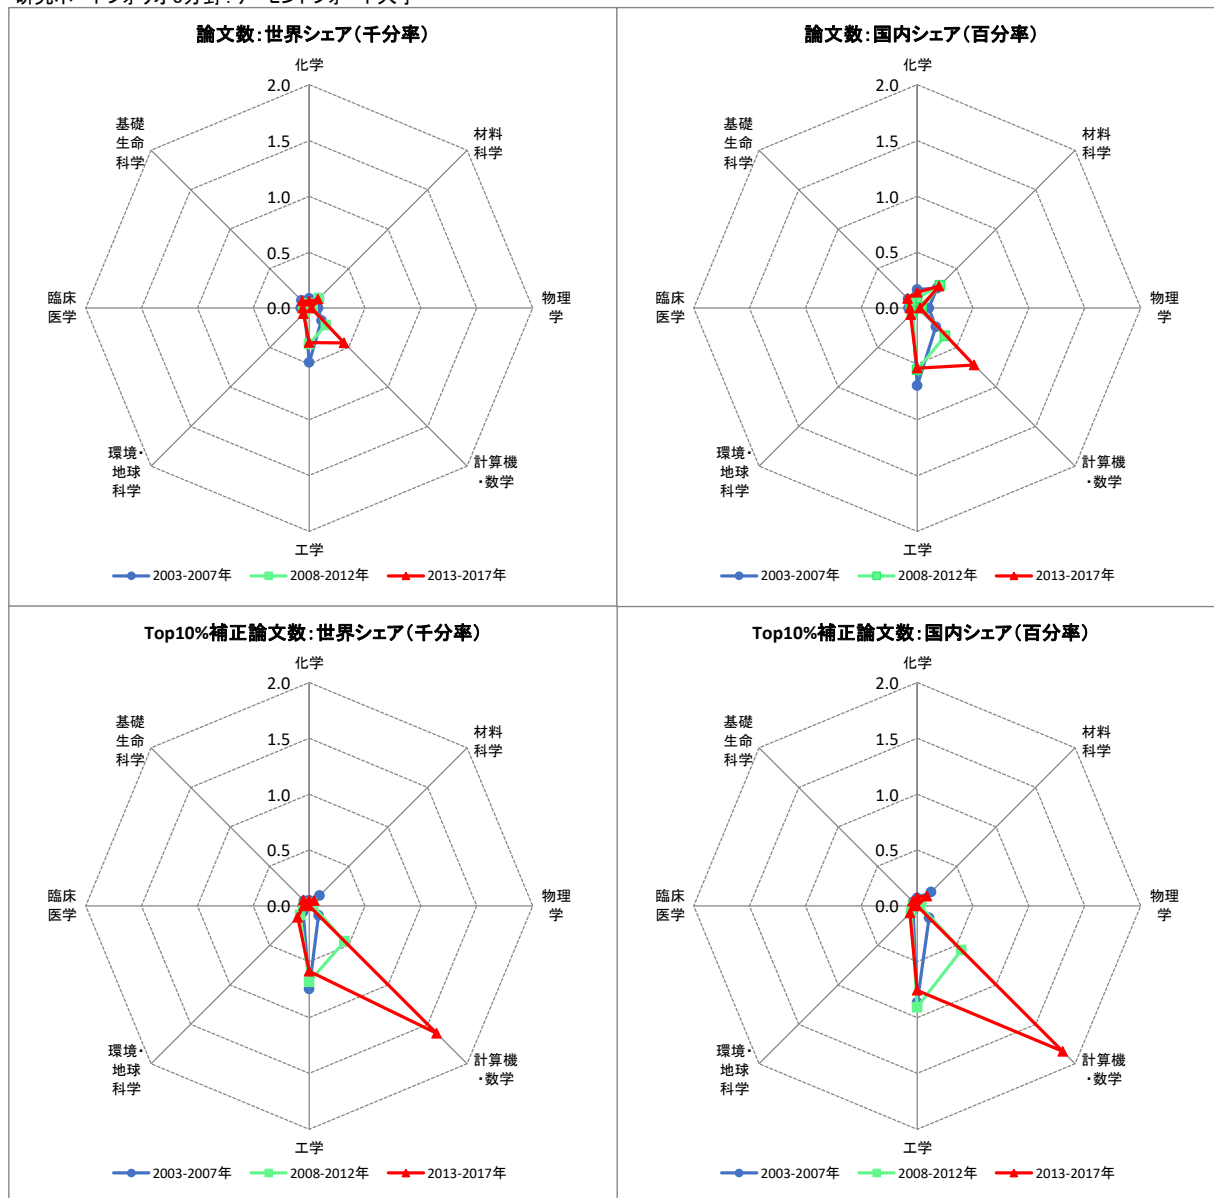 論文数：世界シェア（千分率）
化学
2.0
1.5
1.0
0.5
0.0
材料
科学
物理
学
計算機
・数学
工学
環境・
地球
科学
臨床
医学
基礎
生命
科学
2003-2007年
2008-2012年
2013-2017年
論文数：国内シェア（百分率）
化学
2.0
1.5
1.0
0.5
0.0
材料
科学
物理
学
計算機
・数学
工学
環境・
地球
科学
臨床
医学
基礎
生命
科学
2003-2007年
2008-2012年
2013-2017年
Top10%補正論文数：世界シェア（千分率）
化学
2.0
1.5
1.0
0.5
0.0
材料
科学
物理
学
計算機
・数学
工学
環境・
地球
科学
臨床
医学
基礎
生命
科学
2003-2007年
2008-2012年
2013-2017年
Top10%補正論文数：国内シェア（百分率）
化学
2.0
1.5
1.0
0.5
0.0
材料
科学
物理
学
計算機
・数学
工学
環境・
地球
科学
臨床
医学
基礎
生命
科学
2003-2007年
2008-2012年
2013-2017年